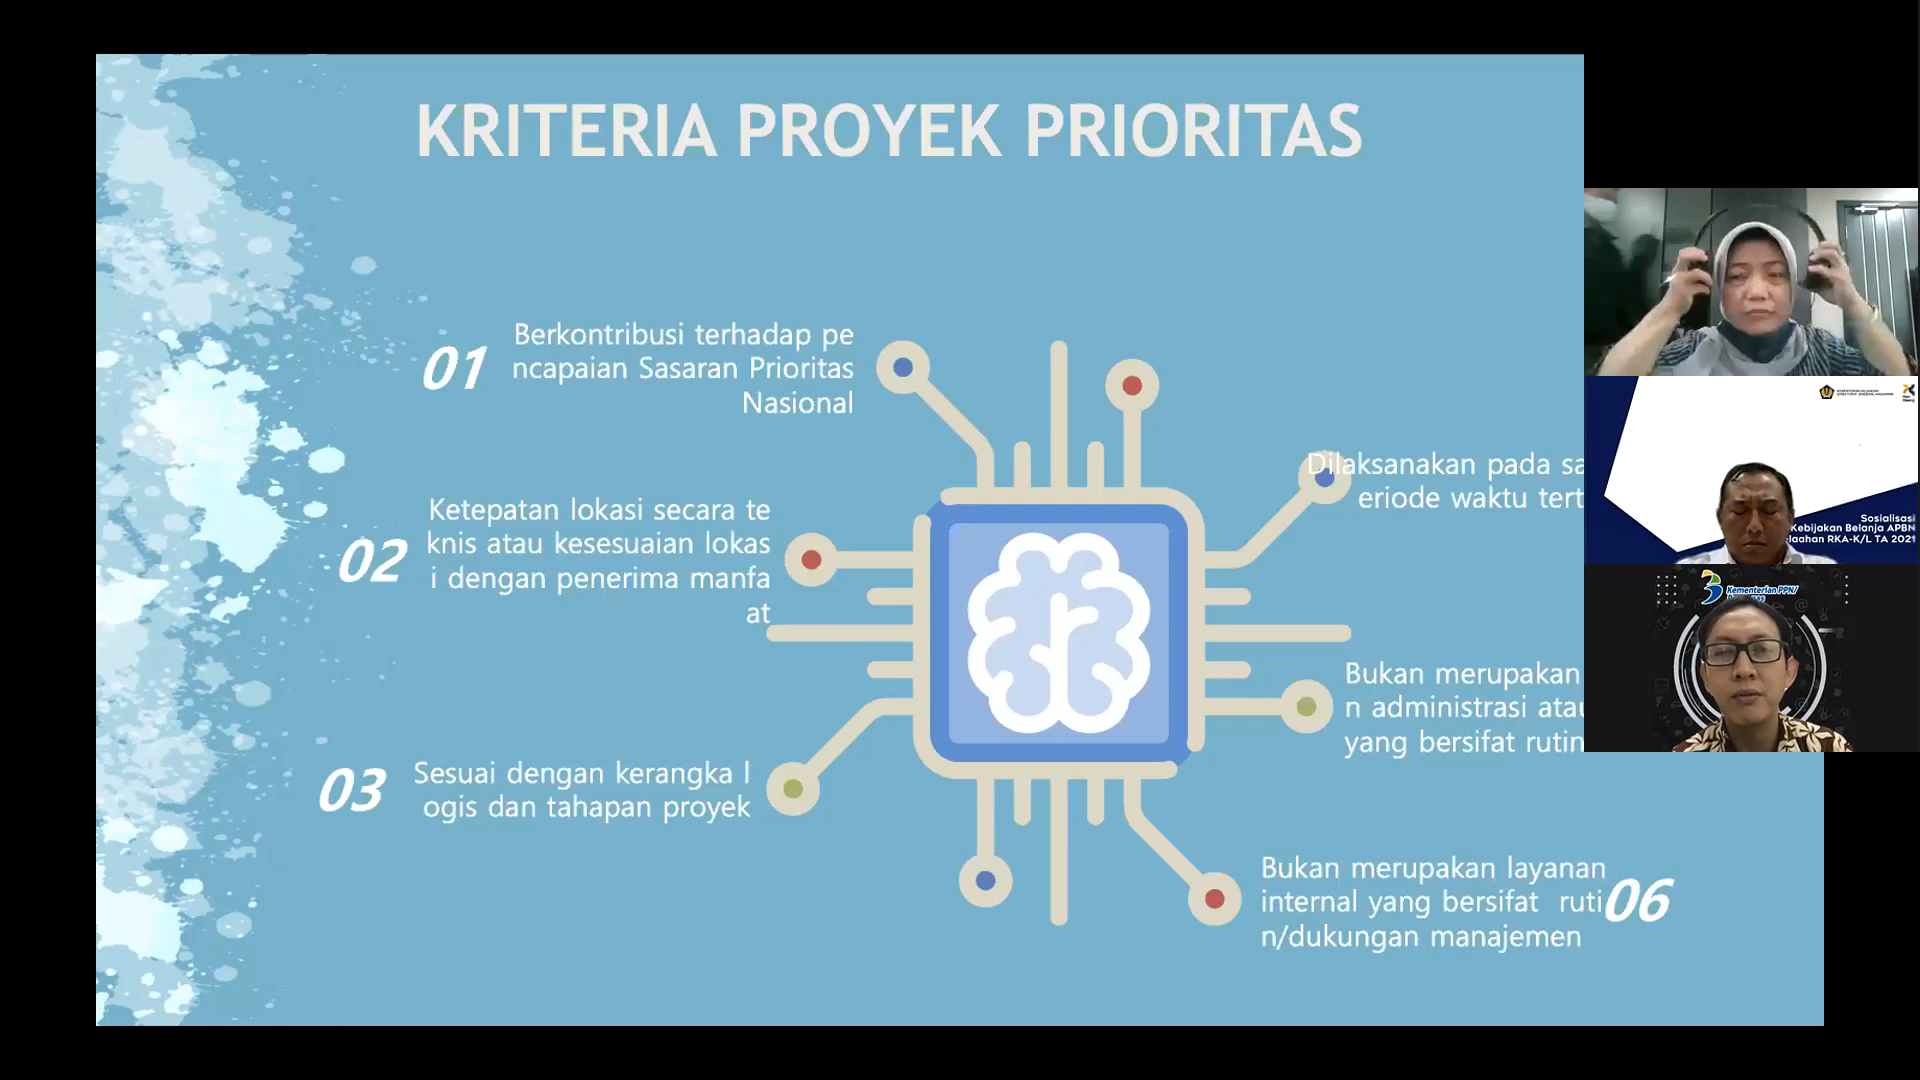 KRITERIA PROYEK PRIORITAS
01
Berkontribusi terhadap pe
ncapaian Sasaran Prioritas
Nasional
02
Ketepatan lokasi secara te
knis atau kesesuaian lokas
i dengan penerima manfa
at
03
Sesuai dengan kerangka l
ogis dan tahapan proyek
Dilaksanakan pada
eriode waktu
Bukan merupakan
n administrasi atau
yang bersifat rutin
Bukan merupakan layanan
internal yang bersifat  ruti
n/dukungan manajemen
06
Sosialisasi
Kebijakan Belanja APBN
RKA-K/L TA 2021
Kementerian PPN/